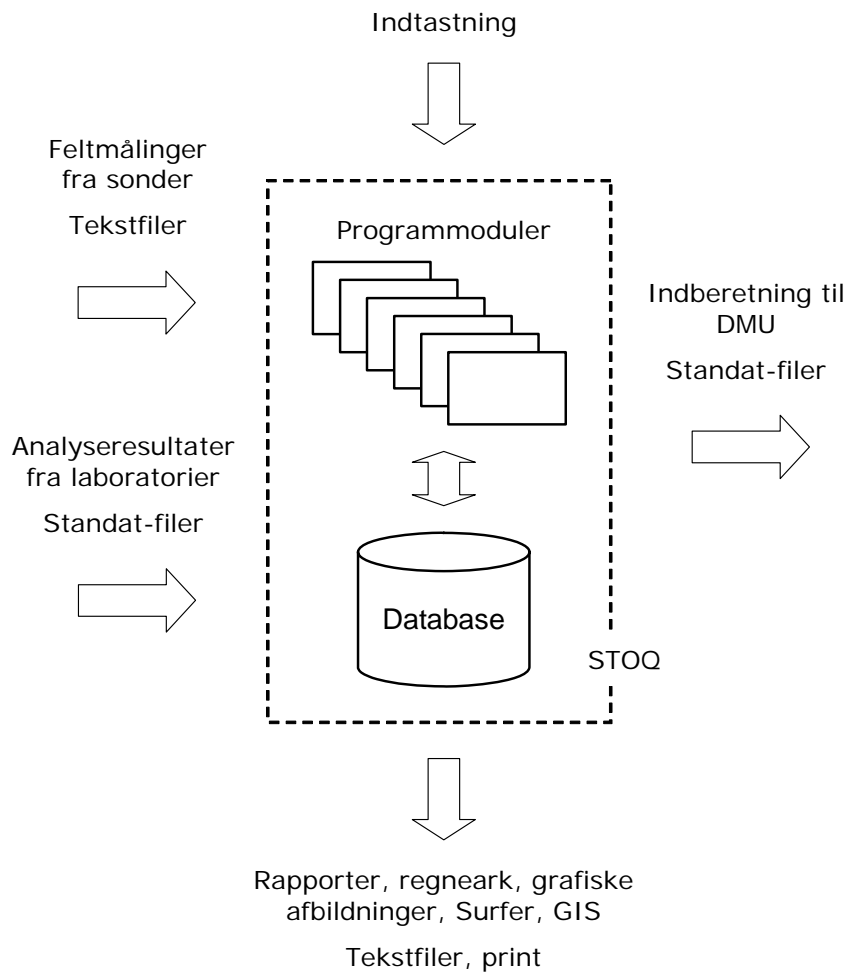 Indtastning
Feltmålinger
fra sonder
Tekstfiler
Programmoduler
Indberetning til
DMU
Standat-filer
Analyseresultater
fra laboratorier
Standat-filer
Database
STOQ
Rapporter, regneark, grafiske
afbildninger, Surfer, GIS
Tekstfiler, print